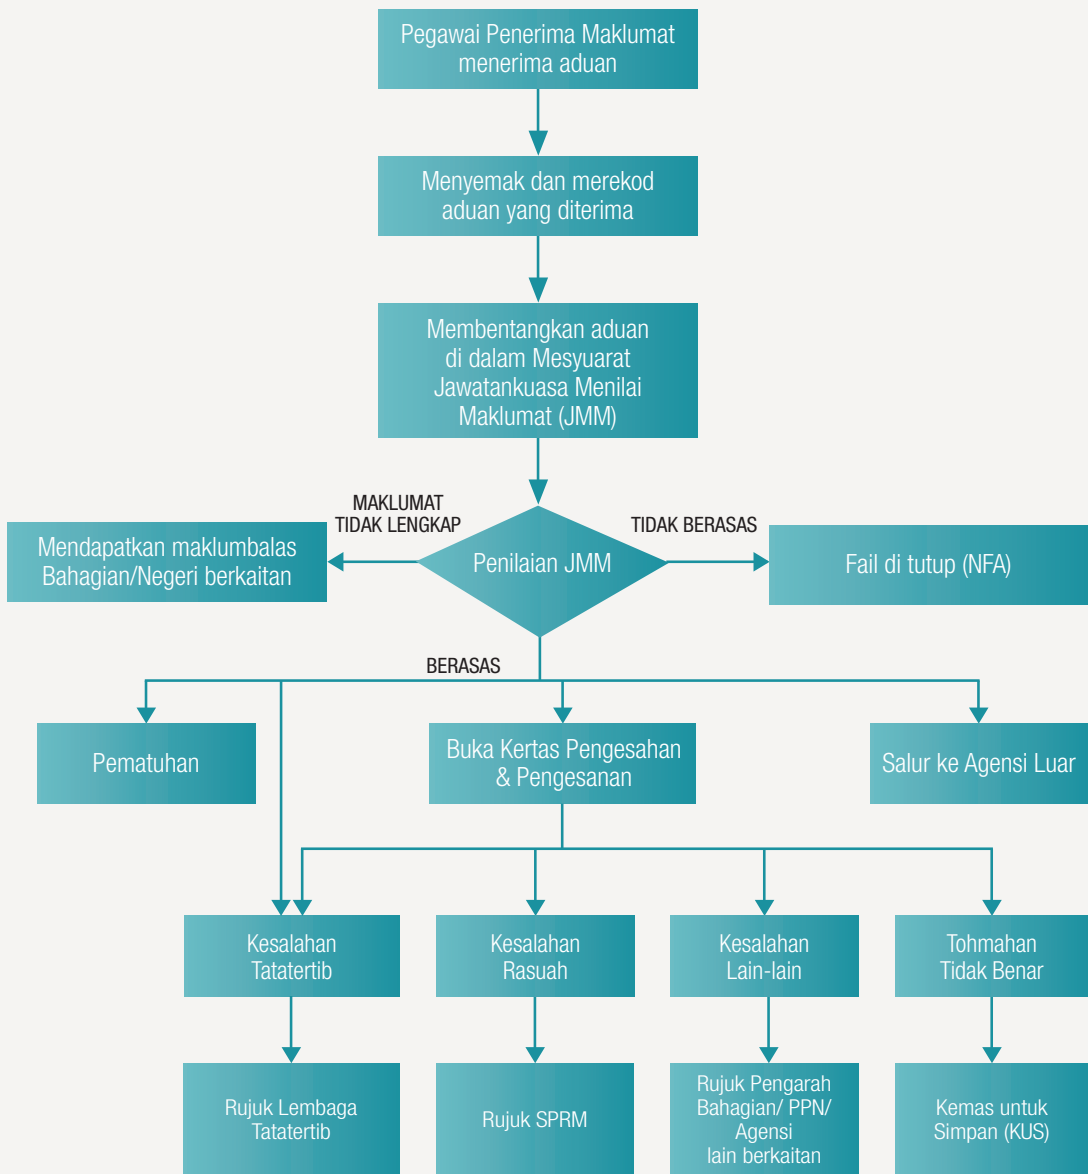 Pegawai Penerima Maklumat
menerima aduan
Menyemak dan merekod
aduan yang diterima
Membentangkan aduan
di dalam Mesyuarat
Jawatankuasa Menilai
Maklumat (JMM)
MAKLUMAT
TIDAK LENGKAP
TIDAK BERASAS
Mendapatkan maklumbalas
Bahagian/Negeri berkaitan
Penilaian JMM
Fail di tutup (NFA)
BERASAS
Pematuhan
Buka Kertas Pengesahan
& Pengesanan
Salur ke Agensi Luar
Kesalahan
Tatatertib
Kesalahan
Rasuah
Kesalahan
Lain-lain
Tohmahan
Tidak Benar
Rujuk Lembaga
Tatatertib
Rujuk SPRM
Rujuk Pengarah
Bahagian/ PPN/
Agensi
lain berkaitan
Kemas untuk
Simpan (KUS)